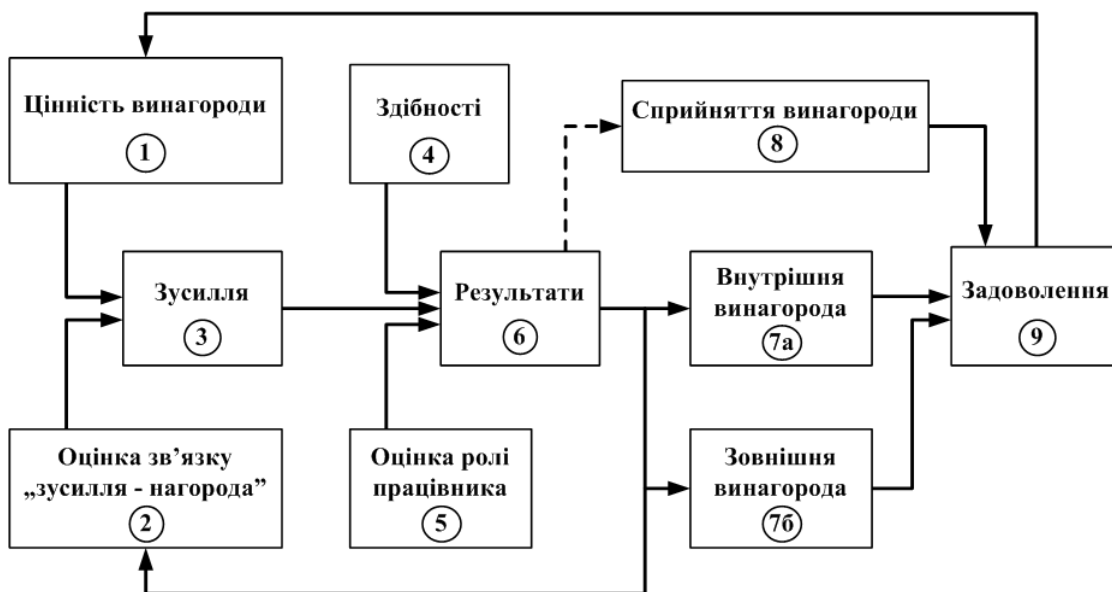 Цінність винагороди
1
Здібності
4
Сприйняття винагороди
8
Зусилля
3
Результати
6
Внутрішня
винагорода
7а
Задоволення
9
Оцінка зв’язку
„зусилля - нагорода”
2
Оцінка ролі
працівника
5
Зовнішня
винагорода
7б